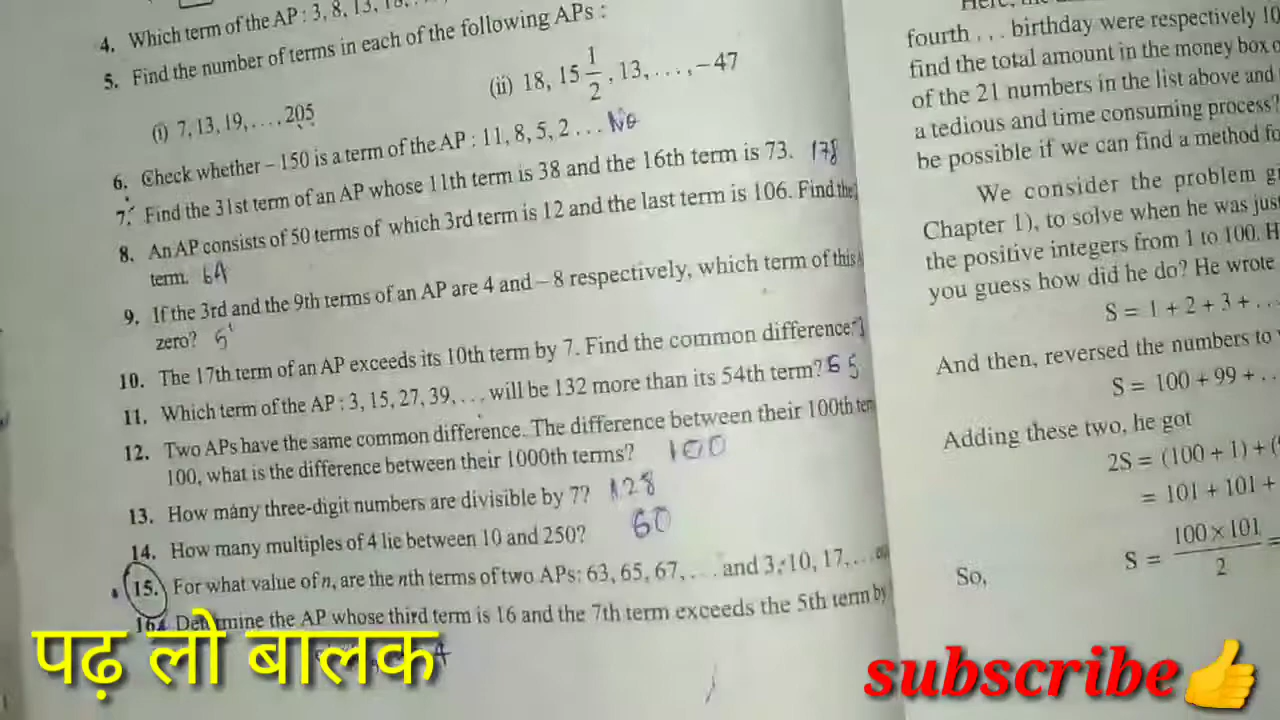 4. Which term of the AP : 3, 8, 13, 18,
5. Find the number of terms in each of the following APs :
(i) 7, 13, 19, . . . , 205
(ii) 18, 15 1/2 , 13, . . . , – 47
6. Check whether – 150 is a term of the AP : 11, 8, 5, 2 . . . No
7. Find the 31st term of an AP whose 11th term is 38 and the 16th term is 73. 178
8. An AP consists of 50 terms of which 3rd term is 12 and the last term is 106. Find the
term. 64
9. If the 3rd and the 9th terms of an AP are 4 and – 8 respectively, which term of this
zero? 5
10. The 17th term of an AP exceeds its 10th term by 7. Find the common difference.
11. Which term of the AP : 3, 15, 27, 39, . . . will be 132 more than its 54th term? 65
12. Two APs have the same common difference. The difference between their 100th
100, what is the difference between their 1000th terms? 100
13. How many three-digit numbers are divisible by 7? 128
14. How many multiples of 4 lie between 10 and 250? 60
15. For what value of n, are the nth terms of two APs: 63, 65, 67, . . . and 3, 10, 17, . . .
16. Determine the AP whose third term is 16 and the 7th term exceeds the 5th term by
fourth . . . birthday were respectively
find the total amount in the money box
of the 21 numbers in the list above and
a tedious and time consuming process?
be possible if we can find a method
We consider the problem
Chapter 1), to solve when he was just
the positive integers from 1 to 100.
you guess how did he do? He wrote
S = 1 + 2 + 3 + . .
And then, reversed the numbers to
S = 100 + 99 + . .
Adding these two, he got
2S = (100 + 1) + (
= 101 + 101 +
So, S = 100 × 101 / 2 =
पढ़ लो बालक
subscribe